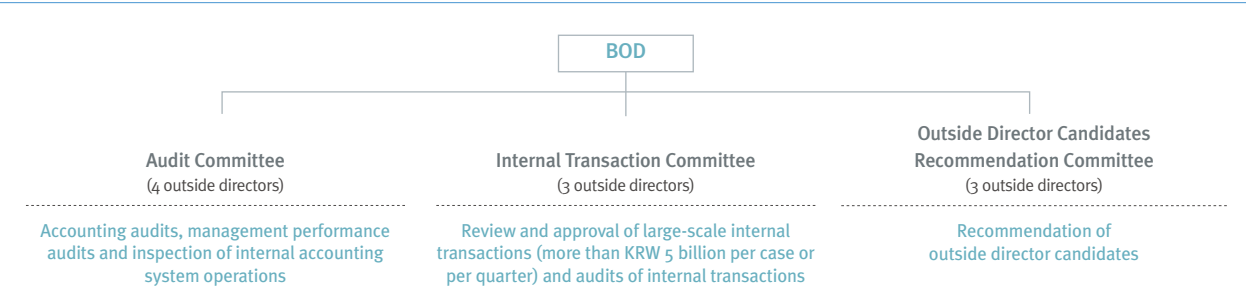 BOD
Audit Committee
(4 outside directors)
Accounting audits, management performance
audits and inspection of internal accounting
system operations
Internal Transaction Committee
(3 outside directors)
Review and approval of large-scale internal
transactions (more than KRW 5 billion per case or
per quarter) and audits of internal transactions
Outside Director Candidates
Recommendation Committee
(3 outside directors)
Recommendation of
outside director candidates